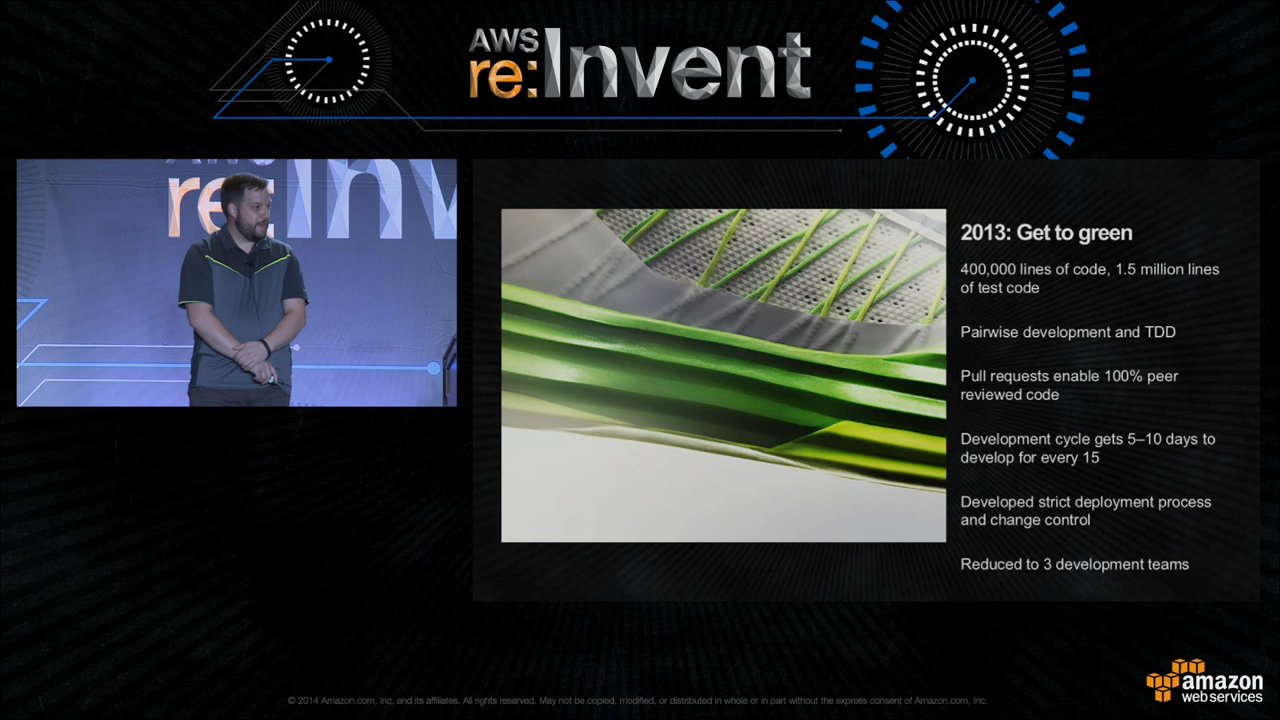 AWS
re:Invent
AWS
re:Inv
2013: Get to green
400,000 lines of code, 1.5 million lines
of test code
Pairwise development and TDD
Pull requests enable 100% peer
reviewed code
Development cycle gets 5–10 days to
develop for every 15
Developed strict deployment process
and change control
Reduced to 3 development teams
amazon
web services
© 2014 Amazon.com, Inc. and its affiliates. All rights reserved. May not be copied, modified, or distributed in whole or in part without the express consent of Amazon.com, Inc.